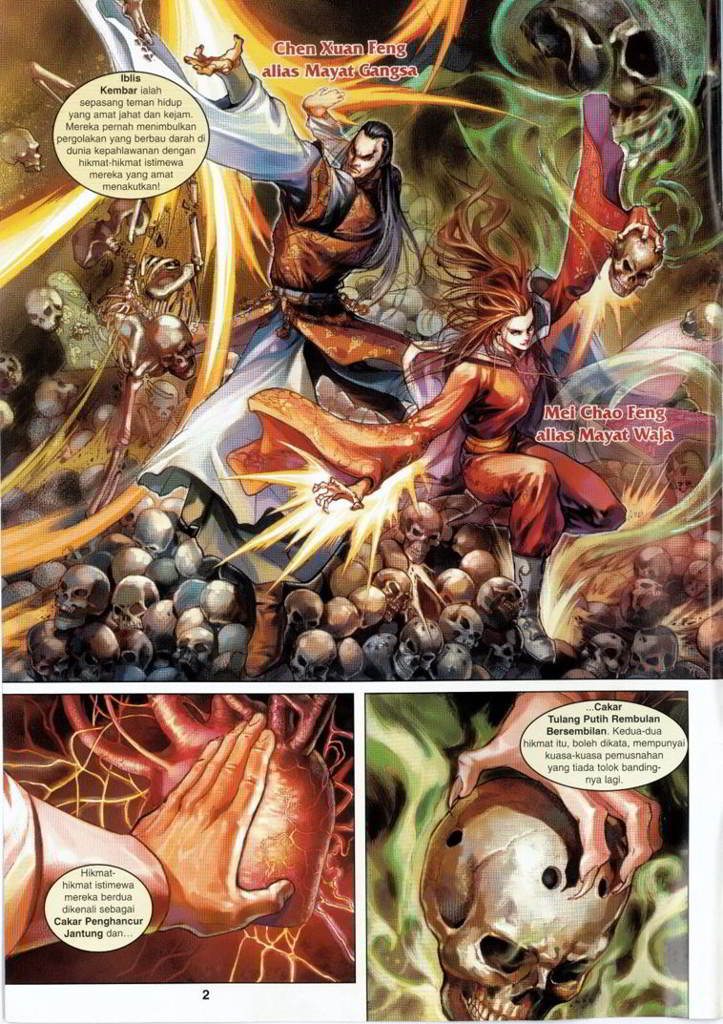 Chen Xuan Feng
alias Mayat Gangsa
Iblis
Kembar ialah
sepasang teman hidup
yang amat jahat dan kejam.
Mereka pernah menimbulkan
pergolakan yang berbau darah di
dunia kepahlawanan dengan
hikmat-hikmat istimewa
mereka yang amat
menakutkan!
Mei Chao Feng
alias Mayat Waja
Hikmat-
hikmat istimewa
mereka berdua
dikenali sebagai
Cakar Penghancur
Jantung dan...
...Cakar
Tulang Putih Rembulan
Bersembilan. Kedua-dua
hikmat itu, boleh dikata, mempunyai
kuasa-kuasa pemusnahan
yang tiada tolok banding-
nya lagi.
2